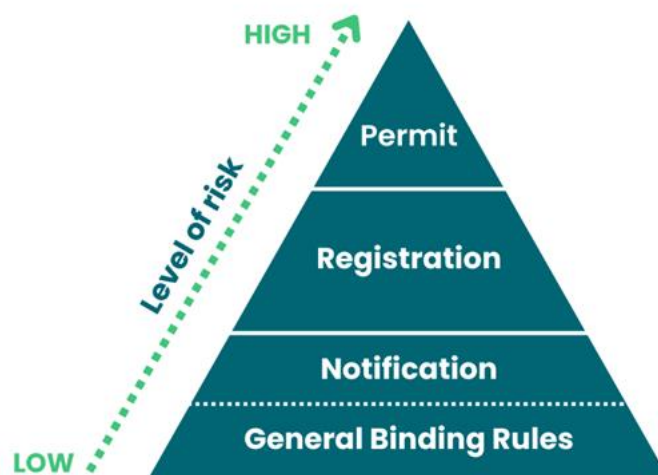 HIGH
Permit
Level of risk
Registration
Notification
General Binding Rules
LOW